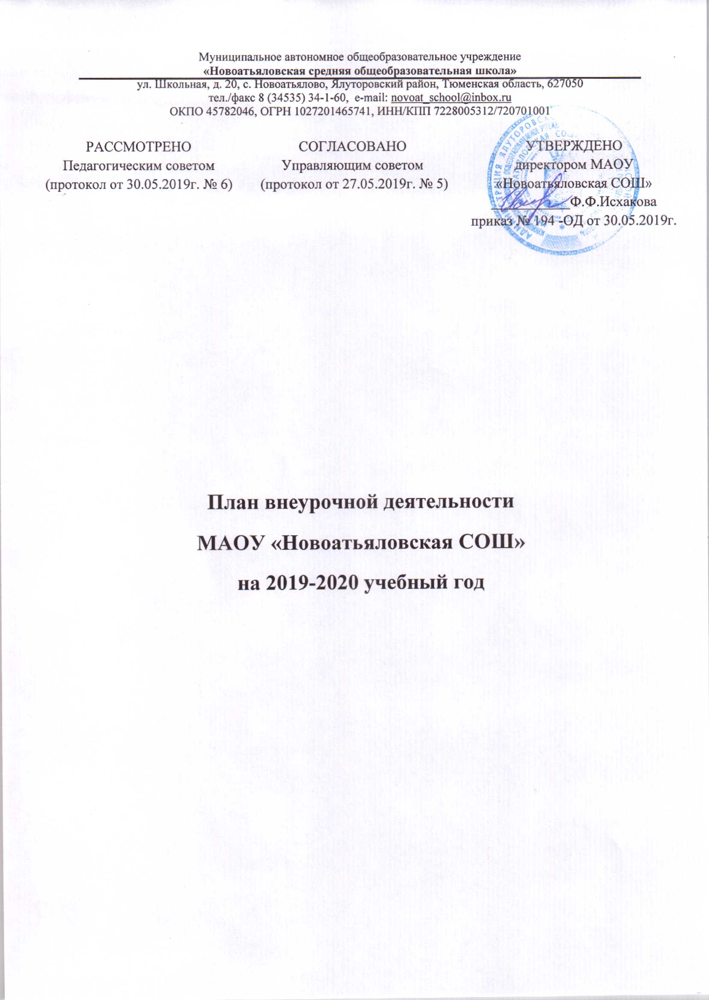 Муниципальное автономное общеобразовательное учреждение
«Новоатьяловская средняя общеобразовательная школа»
ул. Школьная, д. 20, с. Новоатьялово, Ялуторовский район, Тюменская область, 627050
тел./факс 8 (34535) 34-1-60, e-mail: novoat_school@inbox.ru
ОКПО 45782046, ОГРН 1027201465741, ИНН/КПП 7228005312/720701001
РАССМОТРЕНО
Педагогическим советом
(протокол от 30.05.2019г. № 6)
СОГЛАСОВАНО
Управляющим советом
(протокол от 27.05.2019г. № 5)
УТВЕРЖДЕНО
директором МАОУ
«Новоатьяловская СОШ»
Ф.Ф.Исхакова
приказ № 194 -ОД от 30.05.2019г.
План внеурочной деятельности
МАОУ «Новоатьяловская СОШ»
на 2019-2020 учебный год